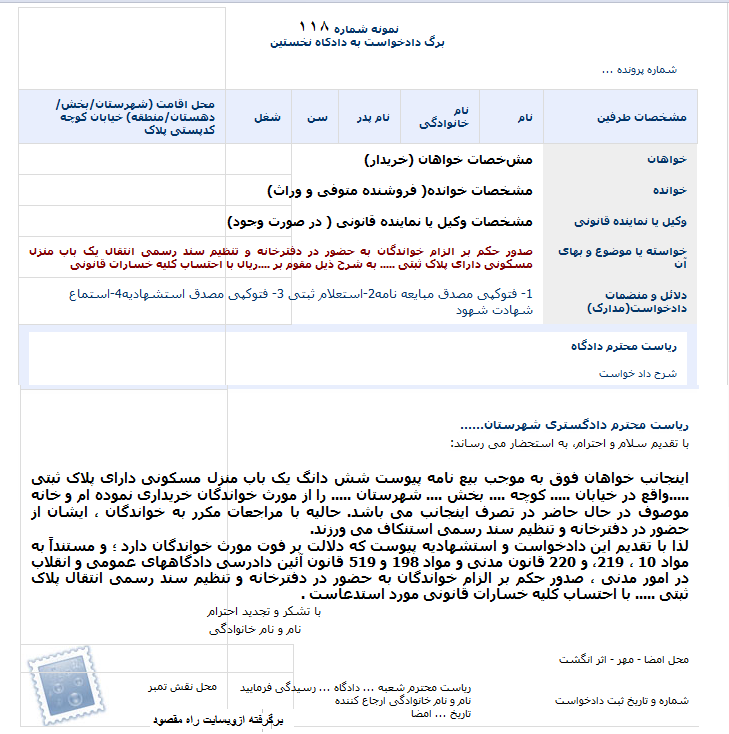 نمونه شماره ۱۱۸
برگ دادخواست به دادگاه نخستین
شماره پرونده ...
مشخصات طرفین
نام
نام خانوادگی
نام پدر
سن
شغل
محل اقامت (شهرستان/بخش/
دهستان/منطقه) خیابان کوچه
کدپستی پلاک
خواهان
مشخصات خواهان (خریدار)
خوانده
مشخصات خوانده( فروشنده متوفی و وراث)
وکیل یا نماینده قانونی
مشخصات وکیل یا نماینده قانونی ( در صورت وجود)
خواسته یا موضوع و بهای
آن
صدور حکم بر الزام خواندگان به حضور در دفترخانه و تنظیم سند رسمی انتقال یک باب منزل
مسکونی دارای پلاک ثبتی ..... به شرح ذیل مقوم بر ....ریال با احتساب کلیه خسارات قانونی
دلائل و منضمات
دادخواست(مدارک)
1- فتوکپی مصدق مبایعه نامه2-استعلام ثبتی 3- فتوکپی مصدق استشهادیه4-استماع
شهادت شهود
ریاست محترم دادگاه
شرح داد خواست
ریاست محترم دادگستری شهرستان......
با تقدیم سلام و احترام، به استحضار می رساند:
اینجانب خواهان فوق به موجب بیع نامه پیوست شش دانگ یک باب منزل مسکونی دارای پلاک ثبتی
.....واقع در خیابان ..... کوچه .... بخش .... شهرستان ..... را از مورث خواندگان خریداری نموده ام و خانه
موصوف در حال حاضر در تصرف اینجانب می باشد. حالیه با مراجعات مکرر به خواندگان ، ایشان از
حضور در دفترخانه و تنظیم سند رسمی استنکاف می ورزند.
لذا با تقدیم این دادخواست و استشهادیه پیوست که دلالت بر فوت مورث خواندگان دارد ؛ و مستنداً به
مواد 10 ، 219، و 220 قانون مدنی و مواد 198 و 519 قانون آئین دادرسی دادگاههای عمومی و انقلاب
در امور مدنی ، صدور حکم بر الزام خواندگان به حضور در دفترخانه و تنظیم سند رسمی انتقال پلاک
ثبتی ..... با احتساب کلیه خسارات قانونی مورد استدعاست .
با تشکر و تجدید احترام
نام و نام خانوادگی
محل امضا - مهر - اثر انگشت
شماره و تاریخ ثبت دادخواست
ریاست محترم شعبه ... دادگاه ... رسیدگی فرمایید
نام و نام خانوادگی ارجاع کننده
تاریخ ... امضا
محل نقش تمبر
برگرفته ازوبسایت راه مقصود